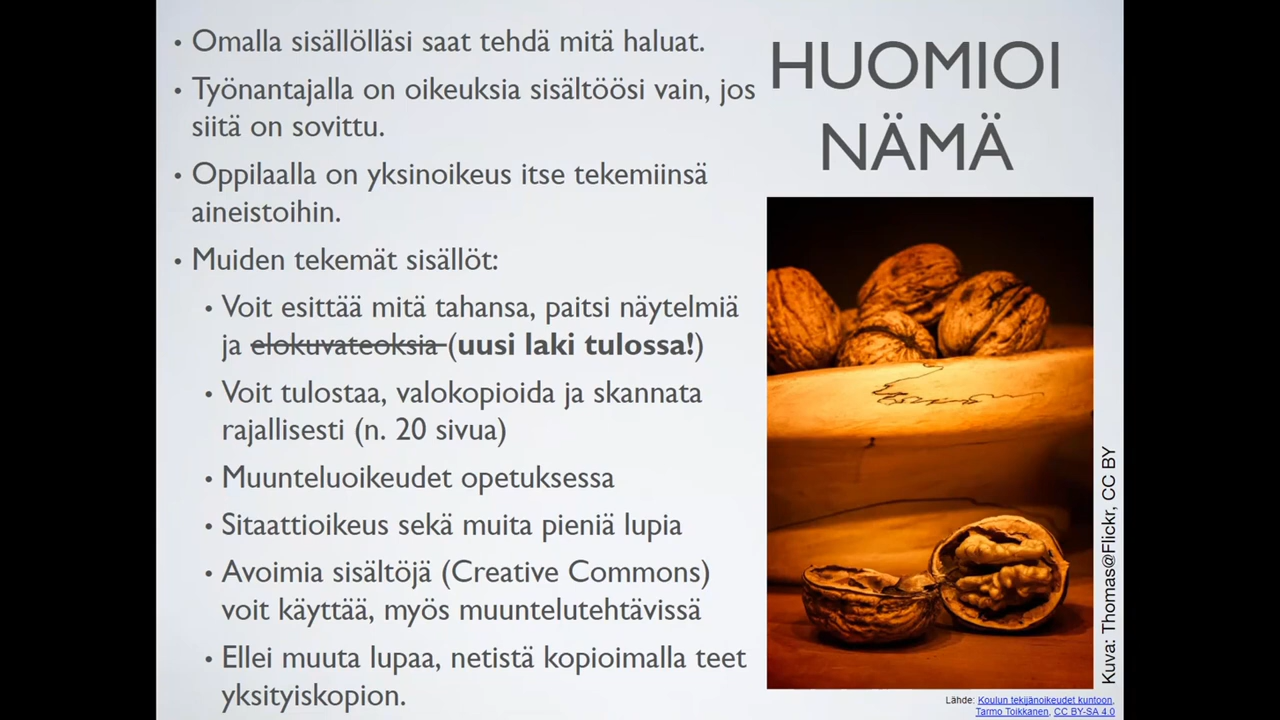 • Omalla sisällölläsi saat tehdä mitä haluat.
• Työnantajalla on oikeuksia sisältöösi vain, jos
siitä on sovittu.
• Oppilaalla on yksinoikeus itse tekemiinsä
aineistoihin.
• Muiden tekemät sisällöt:
• Voit esittää mitä tahansa, paitsi näytelmiä
ja elokuvateoksia (uusi laki tulossa!)
• Voit tulostaa, valokopioida ja skannata
rajallisesti (n. 20 sivua)
• Muunteluoikeudet opetuksessa
• Sitaattioikeus sekä muita pieniä lupia
• Avoimia sisältöjä (Creative Commons)
voit käyttää, myös muuntelutehtävissä
• Ellei muuta lupaa, netistä kopioimalla teet
yksityiskopion.
HUOMIOI
NÄMÄ
Kuva: Thomas@Flickr, CC BY
Lähde: Koulun tekijänoikeudet kuntoon,
Tarmo Toikkanen, CC BY-SA 4.0